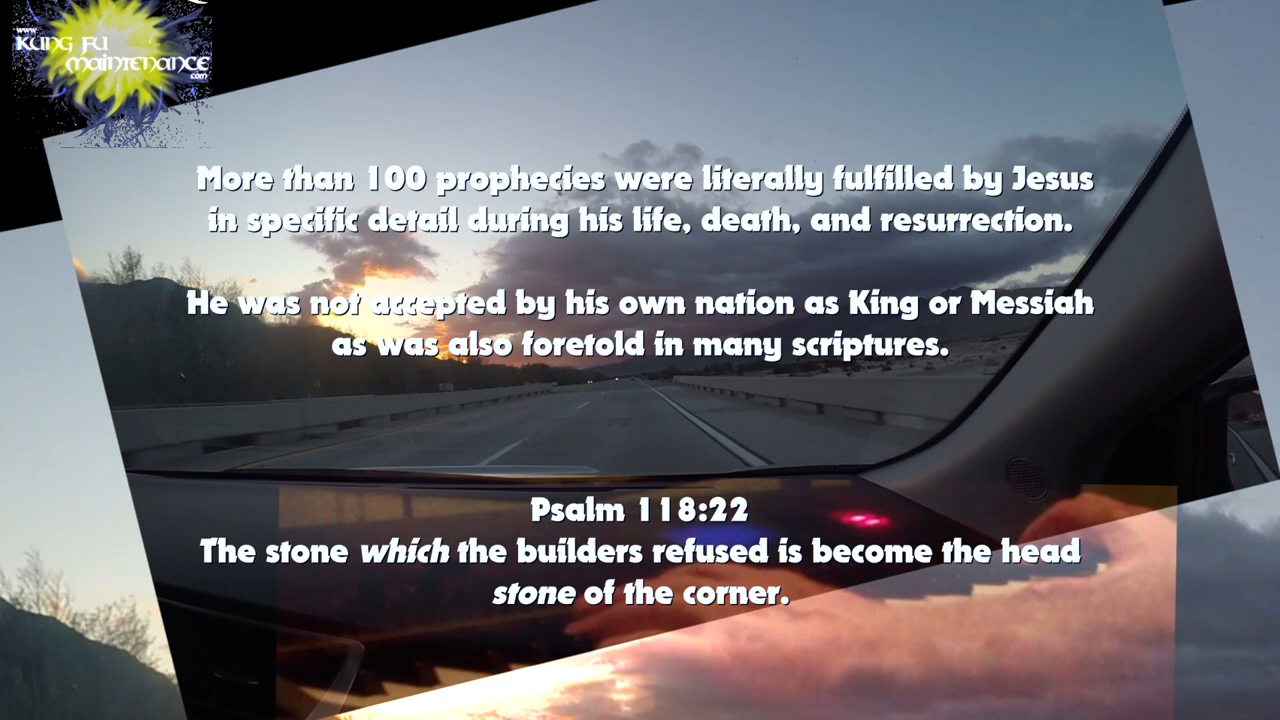 www
KUNG FU
MAINTENANCE
.com
More than 100 prophecies were literally fulfilled by Jesus
in specific detail during his life, death, and resurrection.
He was not accepted by his own nation as King or Messiah
as was also foretold in many scriptures.
Psalm 118:22
The stone which the builders refused is become the head
stone of the corner.